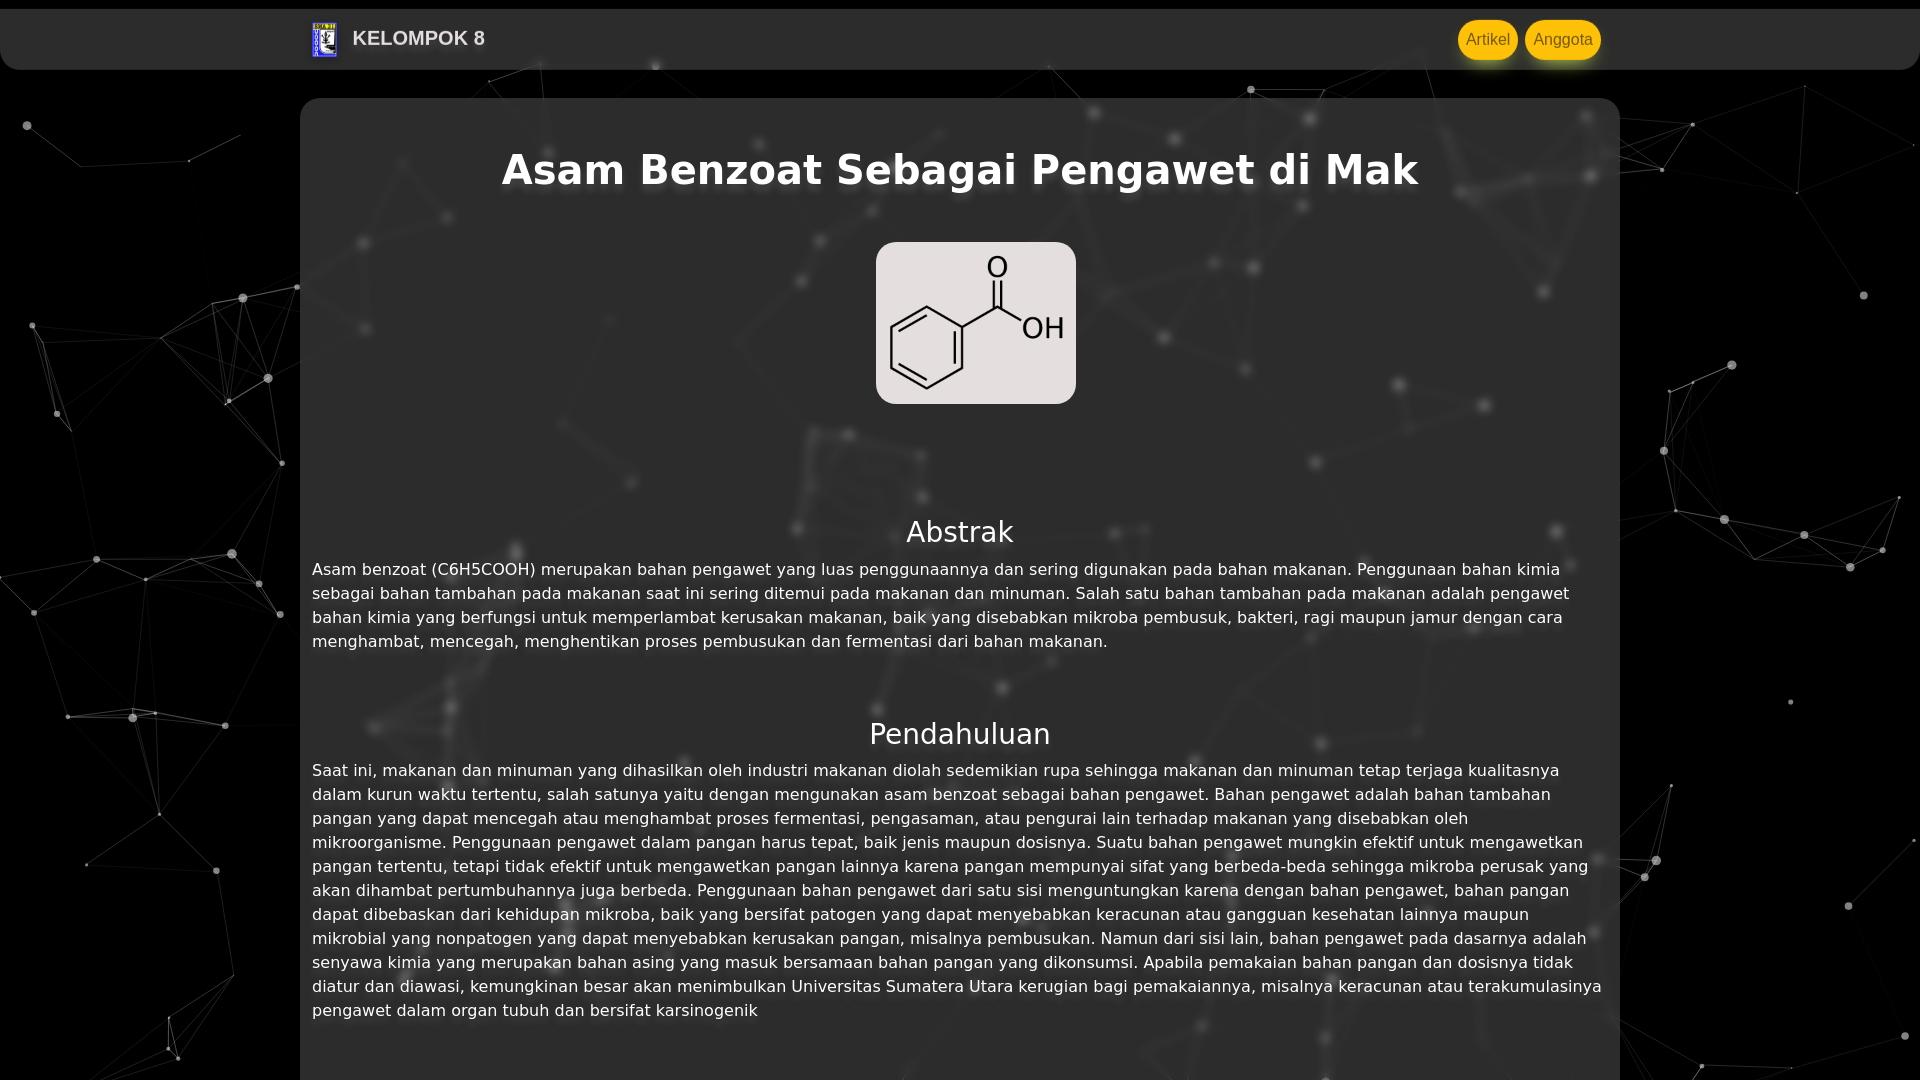 KELOMPOK 8
Artikel
Anggota
Asam Benzoat Sebagai Pengawet di Mak
O
OH
Abstrak
Asam benzoat (C6H5COOH) merupakan bahan pengawet yang luas penggunaannya dan sering digunakan pada bahan makanan. Penggunaan bahan kimia
sebagai bahan tambahan pada makanan saat ini sering ditemui pada makanan dan minuman. Salah satu bahan tambahan pada makanan adalah pengawet
bahan kimia yang berfungsi untuk memperlambat kerusakan makanan, baik yang disebabkan mikroba pembusuk, bakteri, ragi maupun jamur dengan cara
menghambat, mencegah, menghentikan proses pembusukan dan fermentasi dari bahan makanan.
Pendahuluan
Saat ini, makanan dan minuman yang dihasilkan oleh industri makanan diolah sedemikian rupa sehingga makanan dan minuman tetap terjaga kualitasnya
dalam kurun waktu tertentu, salah satunya yaitu dengan mengunakan asam benzoat sebagai bahan pengawet. Bahan pengawet adalah bahan tambahan
pangan yang dapat mencegah atau menghambat proses fermentasi, pengasaman, atau pengurai lain terhadap makanan yang disebabkan oleh
mikroorganisme. Penggunaan pengawet dalam pangan harus tepat, baik jenis maupun dosisnya. Suatu bahan pengawet mungkin efektif untuk mengawetkan
pangan tertentu, tetapi tidak efektif untuk mengawetkan pangan lainnya karena pangan mempunyai sifat yang berbeda-beda sehingga mikroba perusak yang
akan dihambat pertumbuhannya juga berbeda. Penggunaan bahan pengawet dari satu sisi menguntungkan karena dengan bahan pengawet, bahan pangan
dapat dibebaskan dari kehidupan mikroba, baik yang bersifat patogen yang dapat menyebabkan keracunan atau gangguan kesehatan lainnya maupun
mikrobial yang nonpatogen yang dapat menyebabkan kerusakan pangan, misalnya pembusukan. Namun dari sisi lain, bahan pengawet pada dasarnya adalah
senyawa kimia yang merupakan bahan asing yang masuk bersamaan bahan pangan yang dikonsumsi. Apabila pemakaian bahan pangan dan dosisnya tidak
diatur dan diawasi, kemungkinan besar akan menimbulkan Universitas Sumatera Utara kerugian bagi pemakaiannya, misalnya keracunan atau terakumulasinya
pengawet dalam organ tubuh dan bersifat karsinogenik